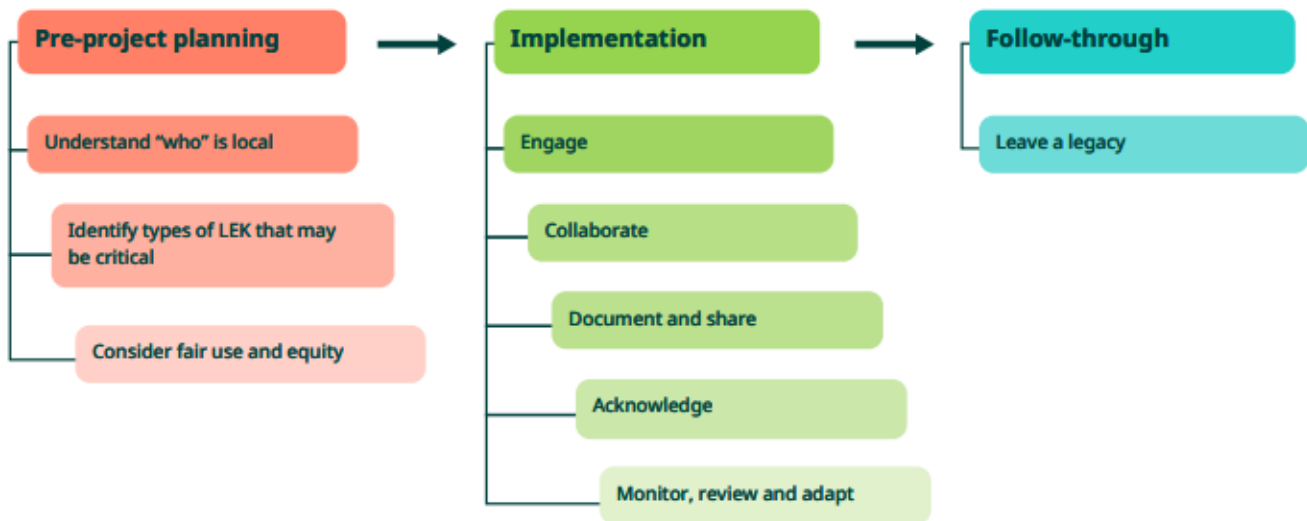 Pre-project planning
Understand “who” is local
Identify types of LEK that may
be critical
Consider fair use and equity
Implementation
Engage
Collaborate
Document and share
Acknowledge
Monitor, review and adapt
Follow-through
Leave a legacy